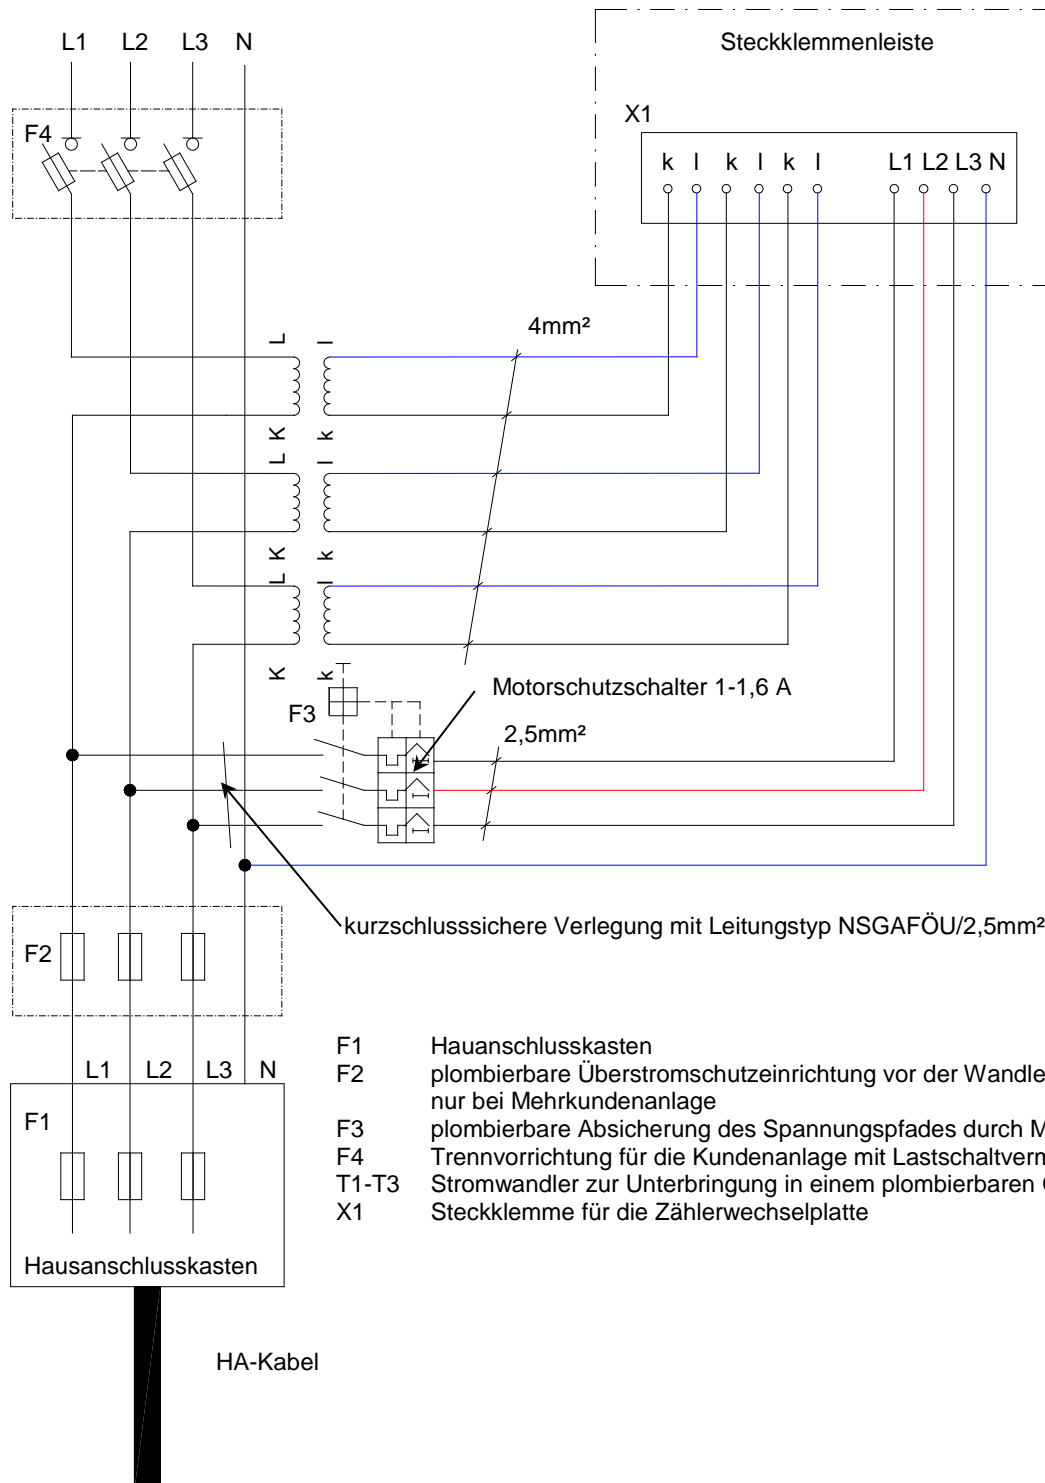 L1 L2 L3 N
Steckklemmenleiste
F4
X1
k l k l k l L1 L2 L3 N
4mm²
L l
K k
L l
K k
L l
K k
Motorschutzschalter 1-1,6 A
F3
2,5mm²
kurzschlusssichere Verlegung mit Leitungstyp NSGAFÖU/2,5mm²
F2
L1 L2 L3 N
F1
Hausanschlusskasten
HA-Kabel
F1 Hauanschlusskasten
F2 plombierbare Überstromschutzeinrichtung vor der Wandle
nur bei Mehrkundenanlage
F3 plombierbare Absicherung des Spannungspfades durch M
F4 Trennvorrichtung für die Kundenanlage mit Lastschaltverm
T1-T3 Stromwandler zur Unterbringung in einem plombierbaren
X1 Steckklemme für die Zählerwechselplatte